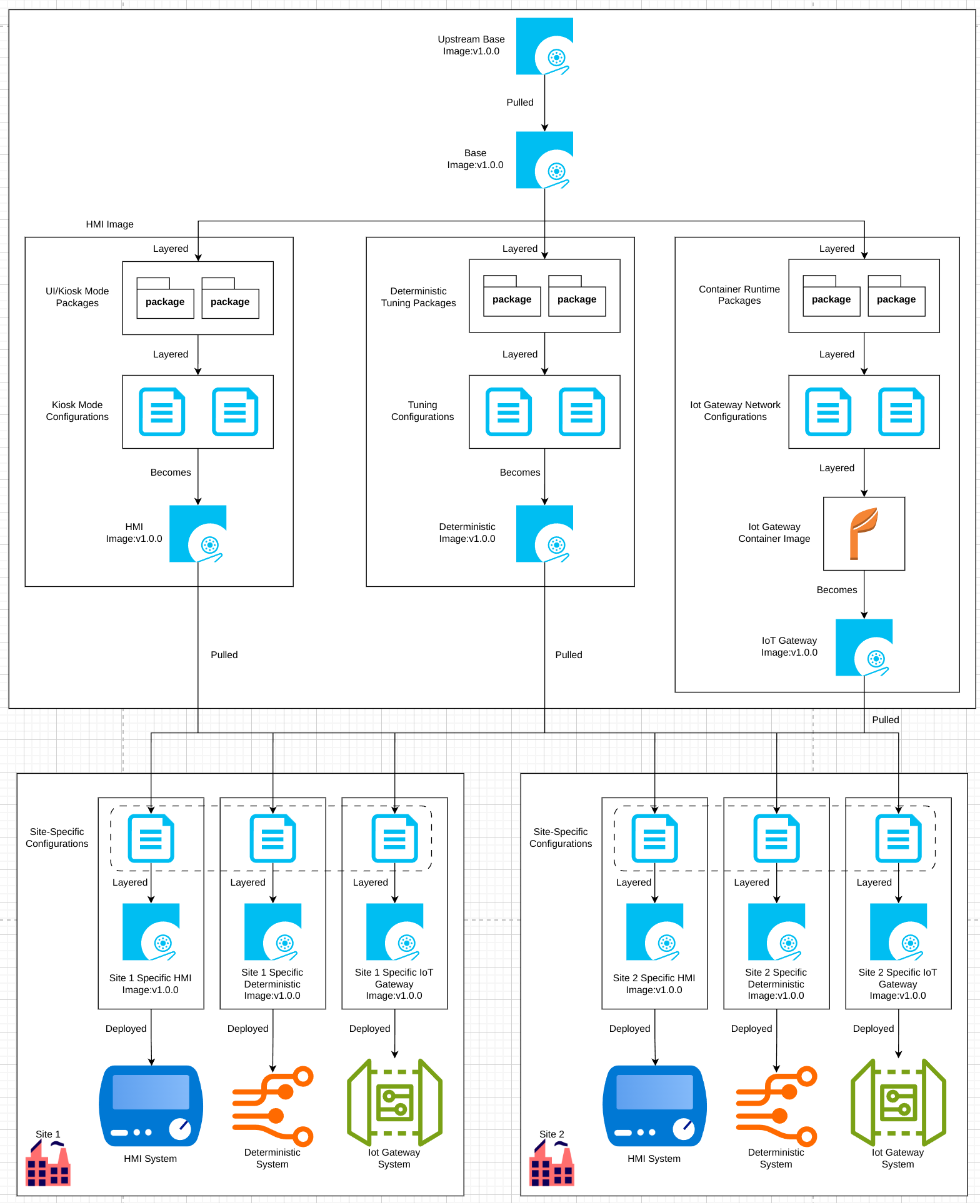 Upstream Base
Image:v1.0.0
Pulled
Base
Image:v1.0.0
HMI Image
Layered
Layered
Layered
UI/Kiosk Mode
Packages
package
package
Deterministic
Tuning Packages
package
package
Container Runtime
Packages
package
package
Layered
Layered
Layered
Kiosk Mode
Configurations
Tuning
Configurations
Iot Gateway Network
Configurations
Becomes
Becomes
Layered
HMI
Image:v1.0.0
Deterministic
Image:v1.0.0
Iot Gateway
Container Image
Becomes
IoT Gateway
Image:v1.0.0
Pulled
Pulled
Pulled
Site-Specific
Configurations
Layered
Layered
Layered
Site 1 Specific HMI
Image:v1.0.0
Site 1 Specific
Deterministic
Image:v1.0.0
Site 1 Specific IoT
Gateway
Image:v1.0.0
Deployed
Deployed
Deployed
Site 1
HMI System
Deterministic
System
Iot Gateway
System
Site-Specific
Configurations
Layered
Layered
Layered
Site 2 Specific HMI
Image:v1.0.0
Site 2 Specific
Deterministic
Image:v1.0.0
Site 2 Specific IoT
Gateway
Image:v1.0.0
Deployed
Deployed
Deployed
Site 2
HMI System
Deterministic
System
Iot Gateway
System